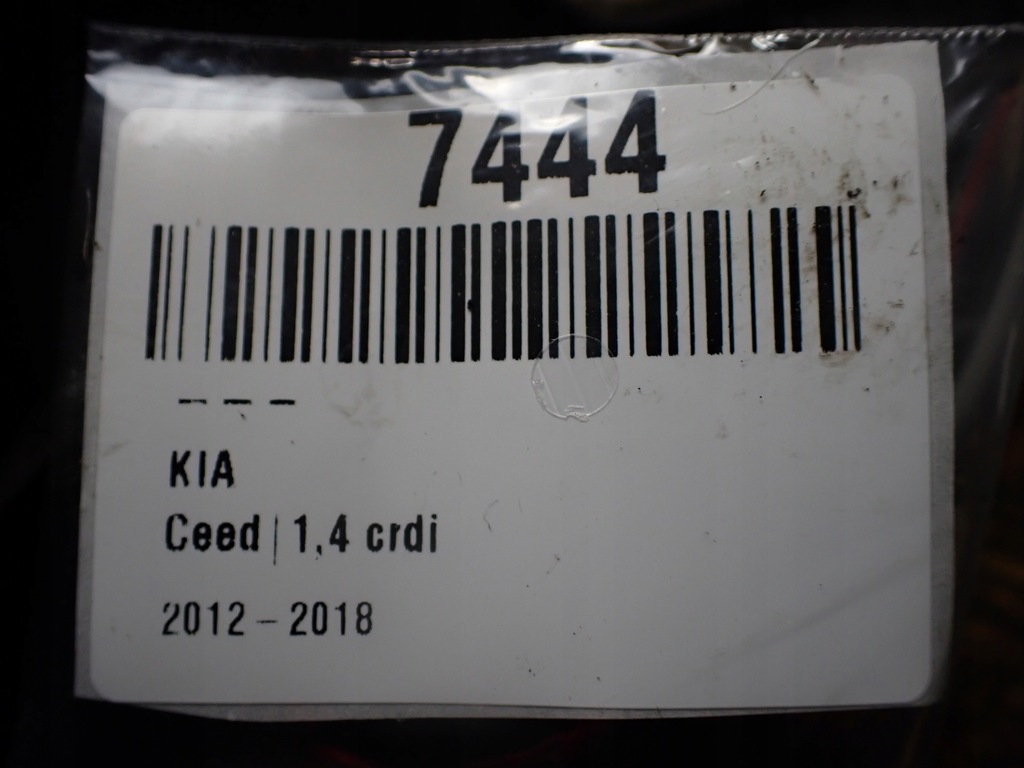 7444
– – –
KIA
Ceed | 1,4 crdi
2012 – 2018